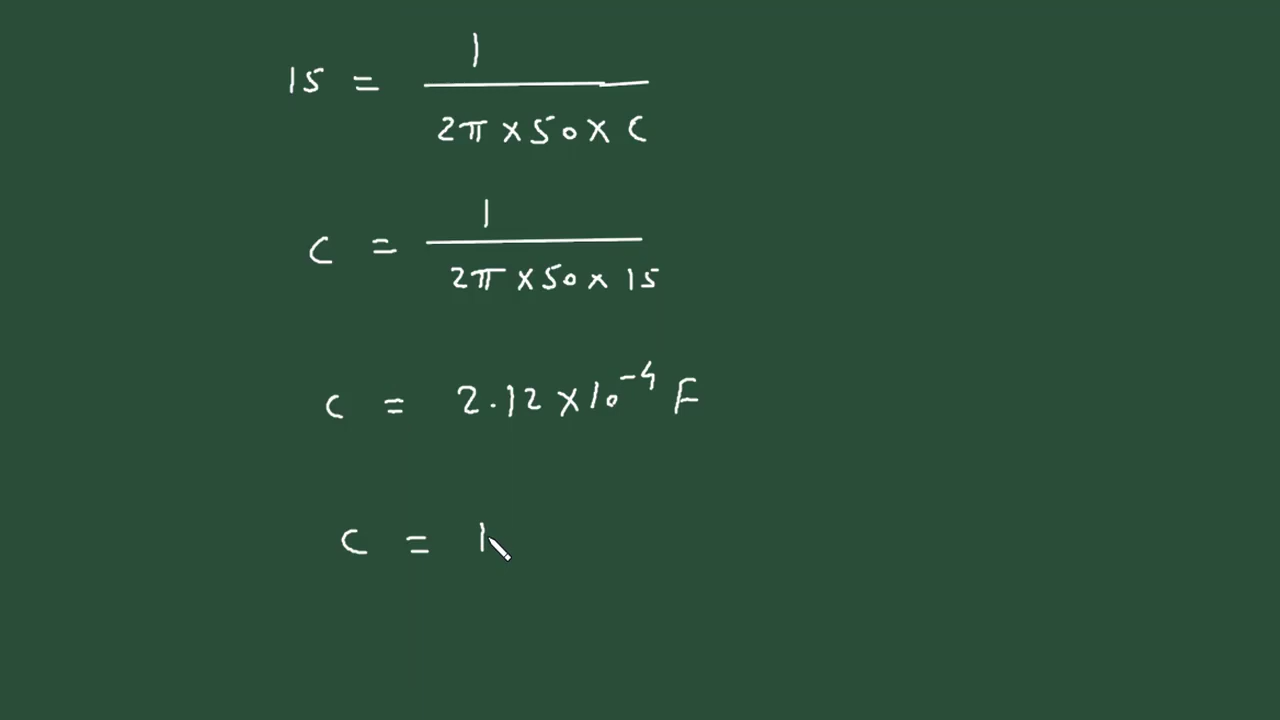 15 = 1 / 2π × 50 × C
C = 1 / 2π × 50 × 15
C = 2.12 × 10⁻⁴ F
C = 1